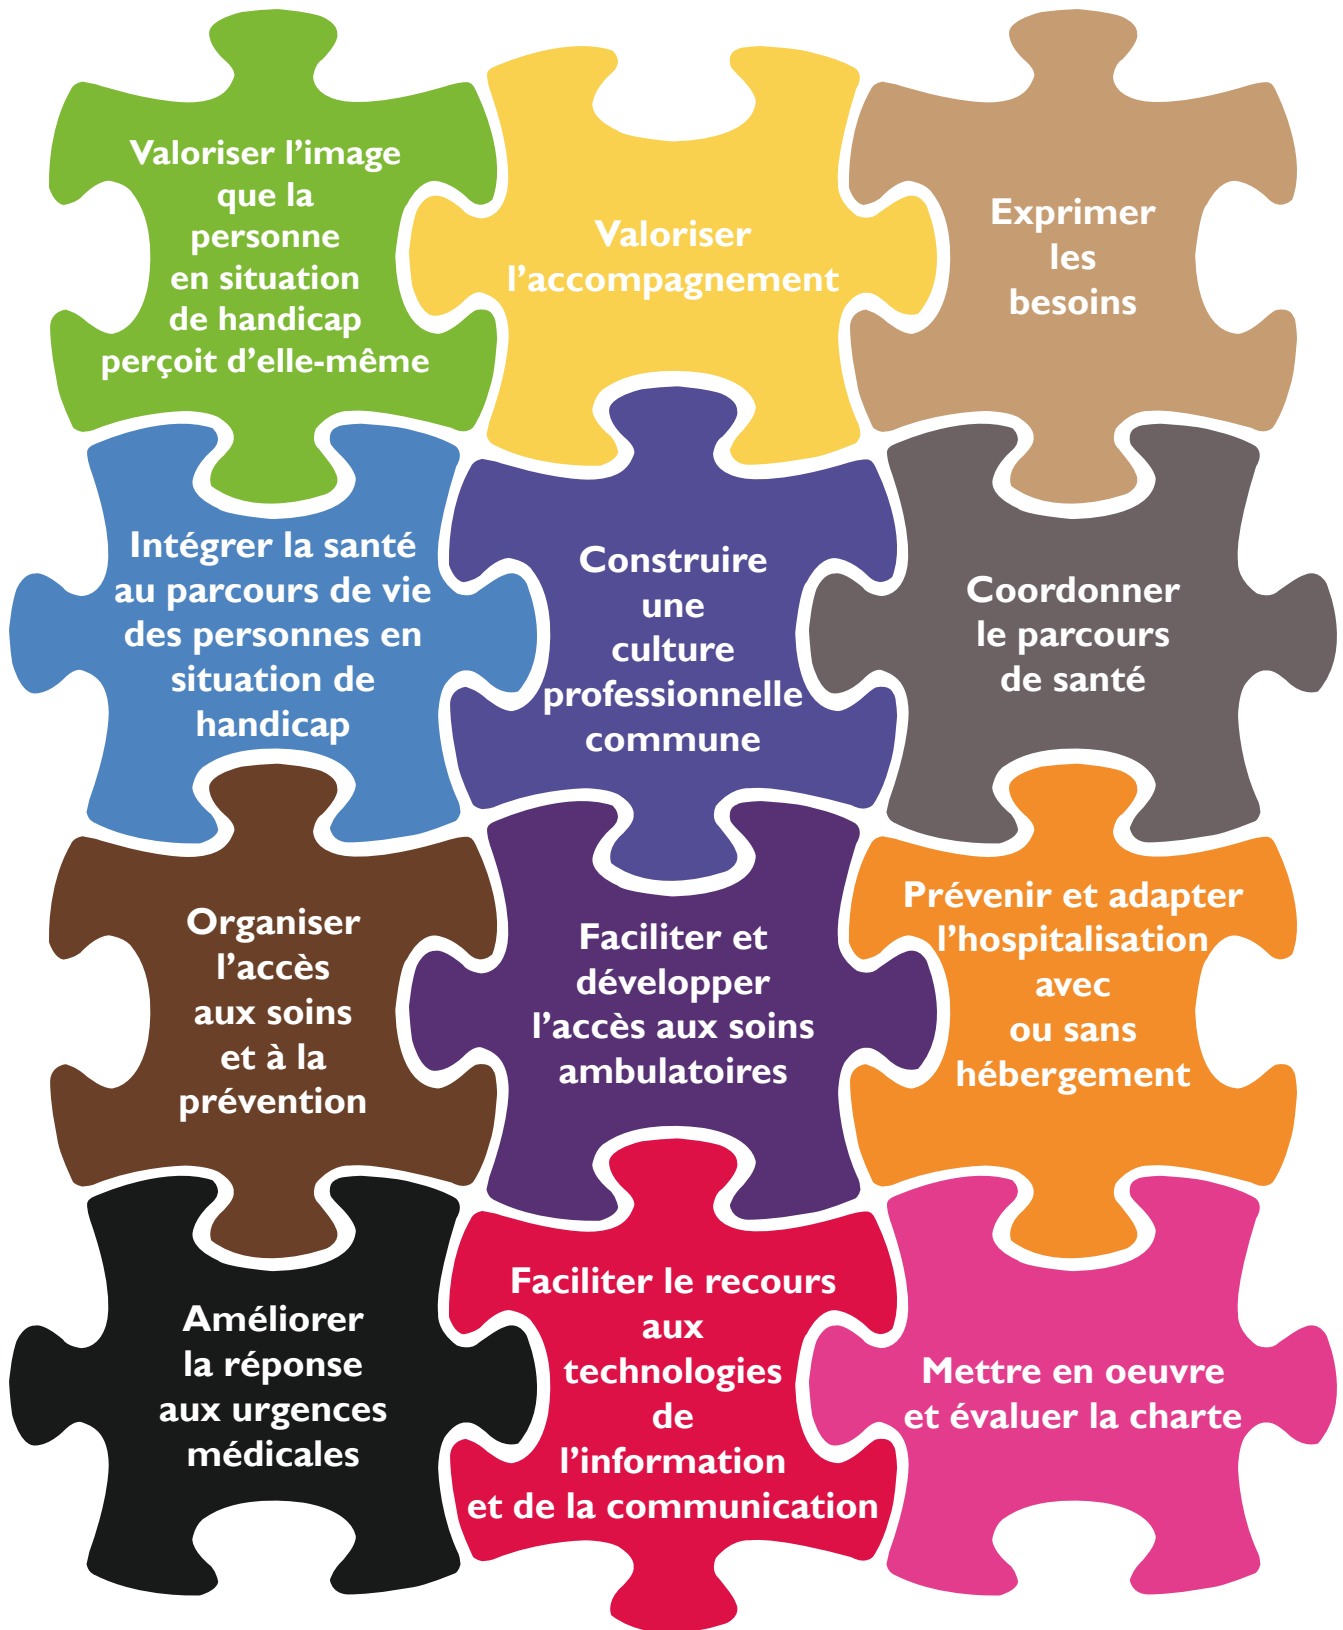 Valoriser l’image
que la
personne
en situation
de handicap
perçoit d’elle-même
Valoriser
l’accompagnement
Exprimer
les
besoins
Intégrer la santé
au parcours de vie
des personnes en
situation de
handicap
Construire
une
culture
professionnelle
commune
Coordonner
le parcours
de santé
Organiser
l’accès
aux soins
et à la
prévention
Faciliter et
développer
l’accès aux soins
ambulatoires
Prévenir et adapter
l’hospitalisation
avec
ou sans
hébergement
Améliorer
la réponse
aux urgences
médicales
Faciliter le recours
aux
technologies
de
l’information
et de la communication
Mettre en oeuvre
et évaluer la charte